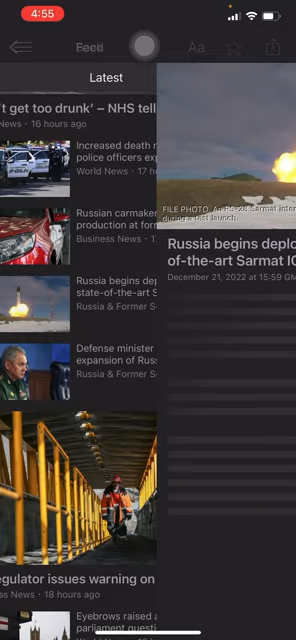 4:55
Feed
Aa
Latest
't get too drunk' – NHS tell
News • 16 hours ago
Increased death r
police officers exp
World News • 17 h
Russian carmake
production at for
Business News • 1
Russia begins dep
state-of-the-art S
Russia & Former S
Defense minister
expansion of Rus
Russia & Former S
egulator issues warning on
ss News • 18 hours ago
Eyebrows raised a
parliament questi
FILE PHOTO. An RS-28 Sarmat inter
during a test launch.
Russia begins deplo
of-the-art Sarmat IC
December 21, 2022 at 15:59 GM